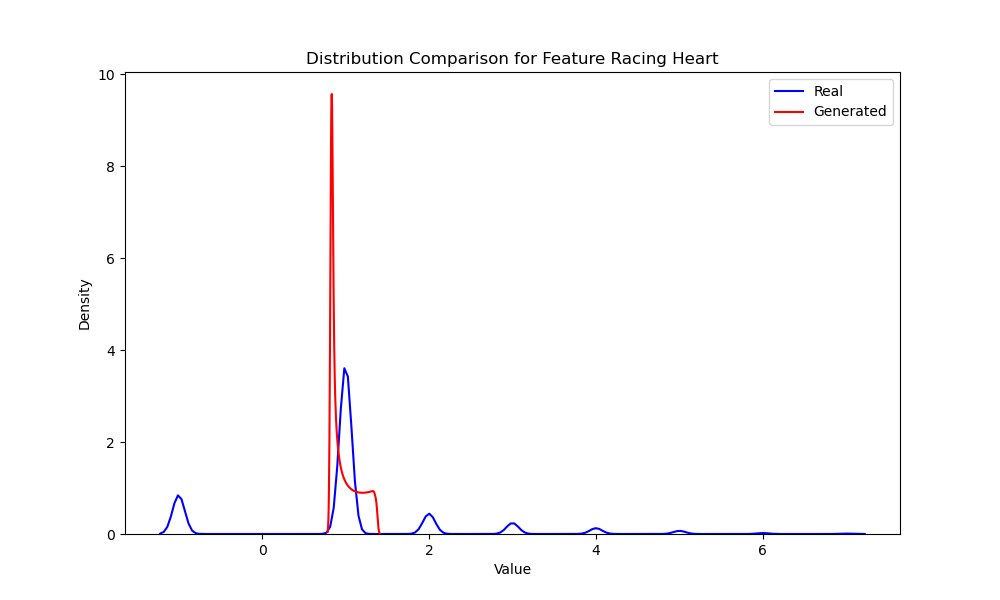 Distribution Comparison for Feature Racing Heart
Real
Generated
Density
10
8
6
4
2
0
0 2 4 6
Value